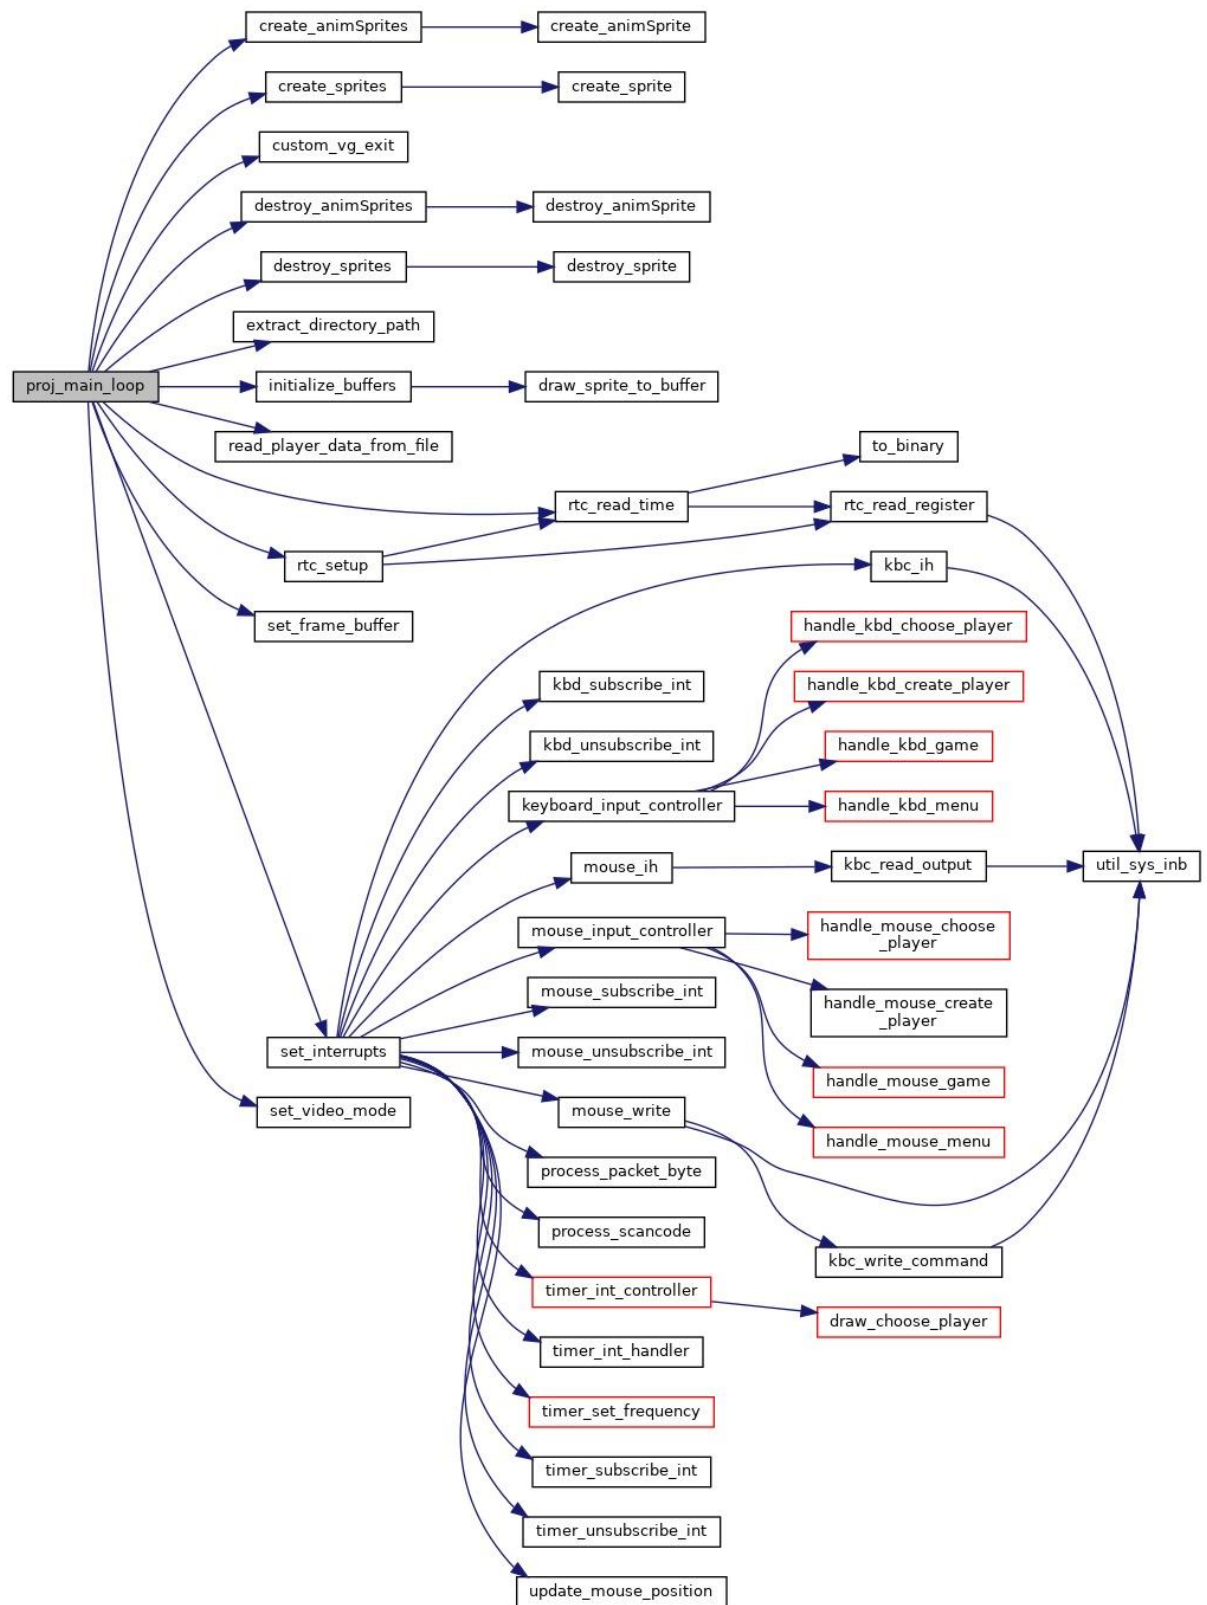 create_animSprites
create_animSprite
create_sprites
create_sprite
custom_vg_exit
destroy_animSprites
destroy_animSprite
destroy_sprites
destroy_sprite
extract_directory_path
proj_main_loop
initialize_buffers
draw_sprite_to_buffer
read_player_data_from_file
to_binary
rtc_read_time
rtc_read_register
rtc_setup
kbc_ih
set_frame_buffer
handle_kbd_choose_player
kbd_subscribe_int
handle_kbd_create_player
kbd_unsubscribe_int
handle_kbd_game
keyboard_input_controller
handle_kbd_menu
mouse_ih
kbc_read_output
util_sys_inb
mouse_input_controller
handle_mouse_choose
_player
mouse_subscribe_int
handle_mouse_create
_player
set_interrupts
mouse_unsubscribe_int
handle_mouse_game
set_video_mode
mouse_write
handle_mouse_menu
process_packet_byte
process_scancode
kbc_write_command
timer_int_controller
draw_choose_player
timer_int_handler
timer_set_frequency
timer_subscribe_int
timer_unsubscribe_int
update_mouse_position